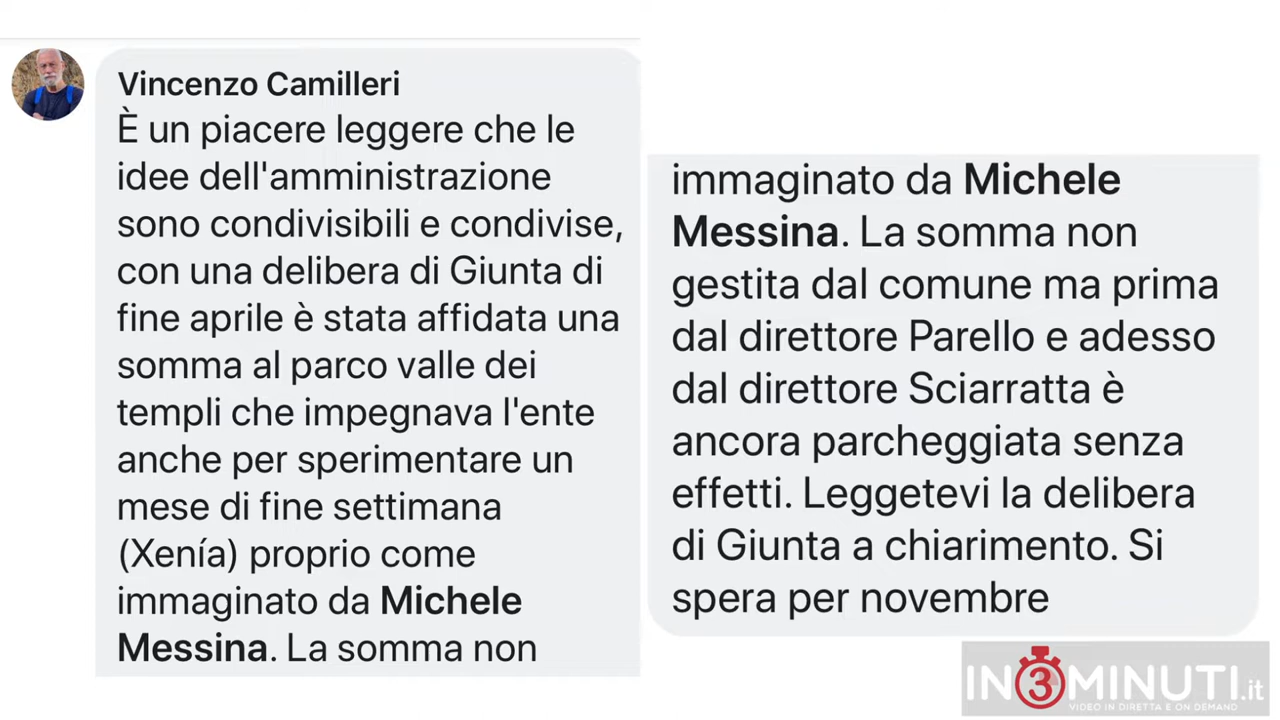 Vincenzo Camilleri
È un piacere leggere che le
idee dell'amministrazione
sono condivisibili e condivise,
con una delibera di Giunta di
fine aprile è stata affidata una
somma al parco valle dei
templi che impegnava l'ente
anche per sperimentare un
mese di fine settimana
(Xenía) proprio come
immaginato da Michele
Messina. La somma non
immaginato da Michele
Messina. La somma non
gestita dal comune ma prima
dal direttore Parello e adesso
dal direttore Sciarratta è
ancora parcheggiata senza
effetti. Leggetevi la delibera
di Giunta a chiarimento. Si
spera per novembre
IN3MINUTI.it
VIDEO IN DIRETTA E ON DEMAND